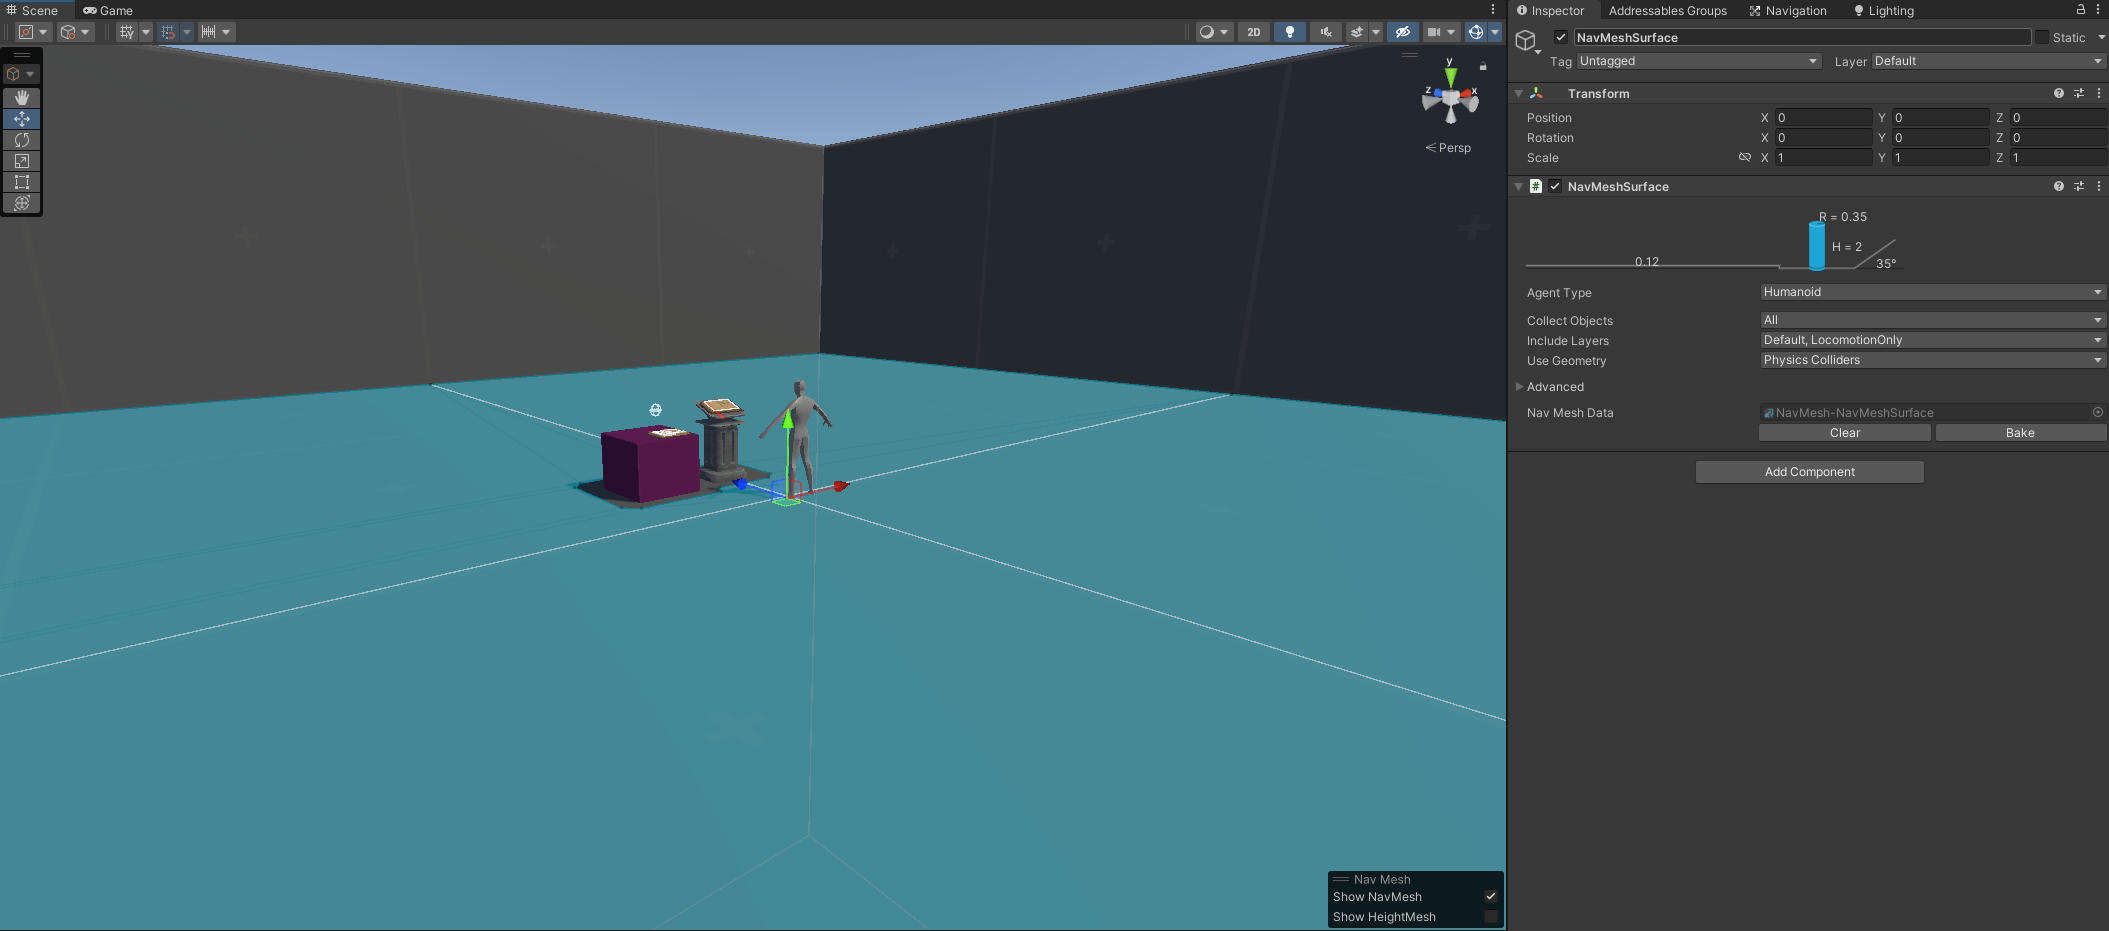 Scene
Game
2D
y
z
x
Persp
Nav Mesh
Show NavMesh
Show HeightMesh
Inspector
Addressables Groups
Navigation
Lighting
NavMeshSurface
Static
Tag
Untagged
Layer
Default
Transform
Position X 0 Y 0 Z 0
Rotation X 0 Y 0 Z 0
Scale X 1 Y 1 Z 1
NavMeshSurface
R = 0.35
H = 2
0.12
35°
Agent Type
Humanoid
Collect Objects
All
Include Layers
Default, LocomotionOnly
Use Geometry
Physics Colliders
Advanced
Nav Mesh Data
NavMesh-NavMeshSurface
Clear
Bake
Add Component